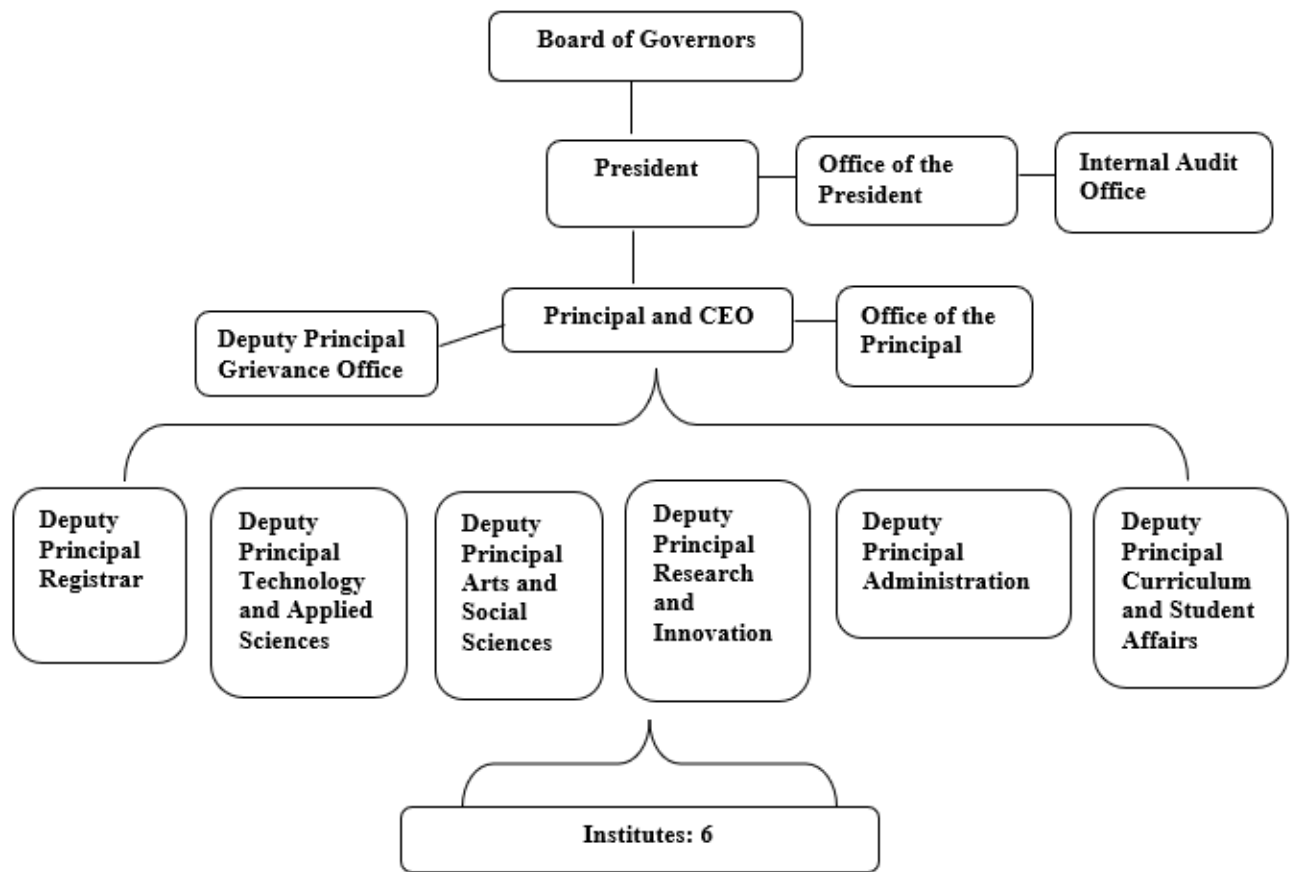 Board of Governors
President
Office of the
President
Internal Audit
Office
Principal and CEO
Deputy Principal
Grievance Office
Office of the
Principal
Deputy
Principal
Registrar
Deputy
Principal
Technology
and Applied
Sciences
Deputy
Principal
Arts and
Social
Sciences
Deputy
Principal
Research
and
Innovation
Deputy
Principal
Administration
Deputy
Principal
Curriculum
and Student
Affairs
Institutes: 6